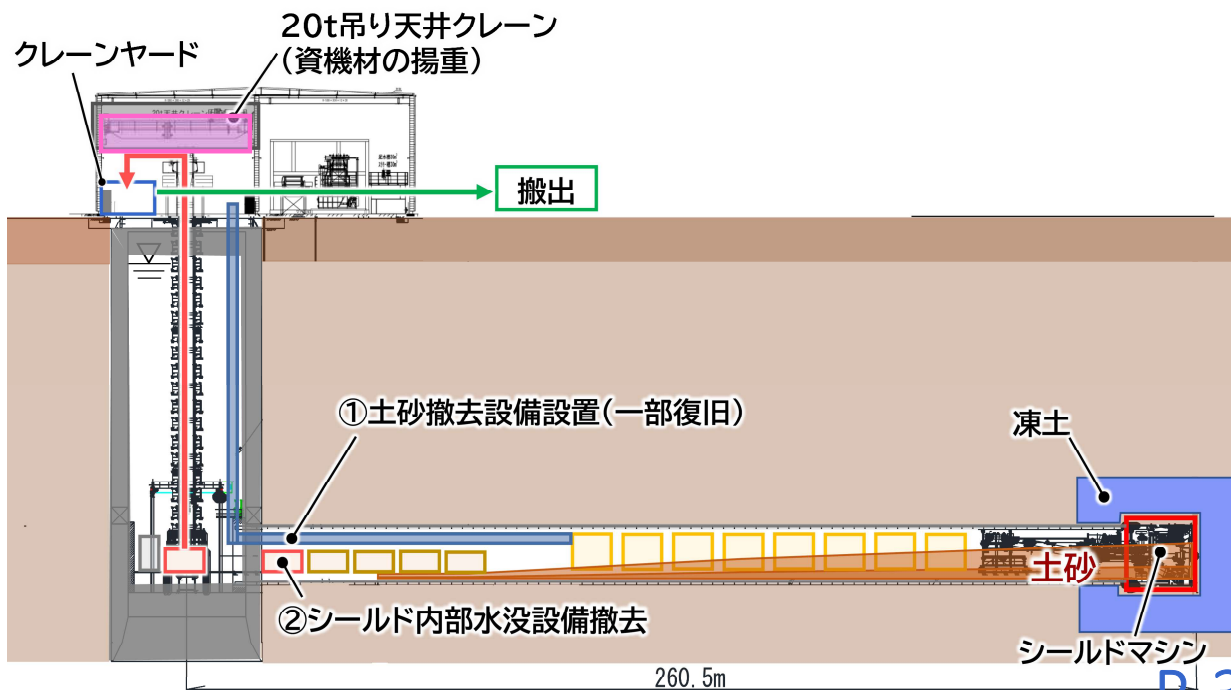 20t吊り天井クレーン
(資機材の揚重)
クレーンヤード
搬出
①土砂撤去設備設置(一部復旧)
凍土
土砂
②シールド内部水没設備撤去
シールドマシン
260.5m